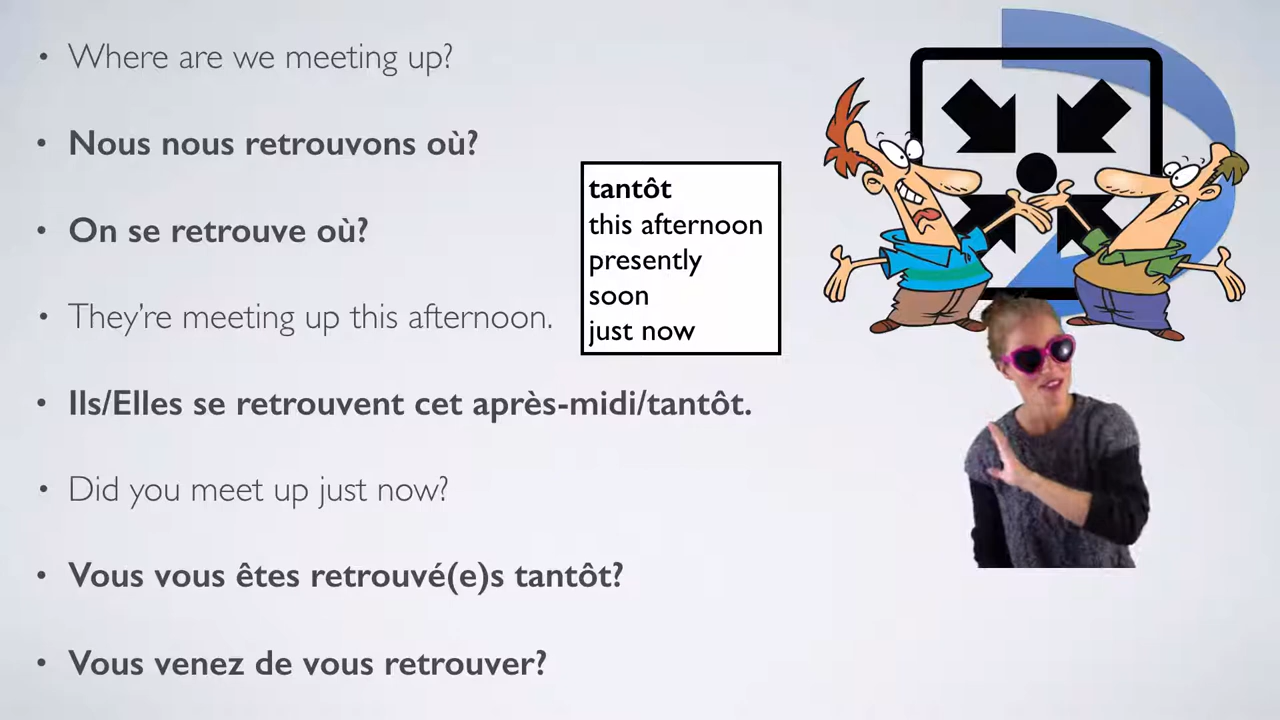 • Where are we meeting up?
• Nous nous retrouvons où?
• On se retrouve où?
tantôt
this afternoon
presently
soon
just now
• They’re meeting up this afternoon.
• Ils/Elles se retrouvent cet après-midi/tantôt.
• Did you meet up just now?
• Vous vous êtes retrouvé(e)s tantôt?
• Vous venez de vous retrouver?